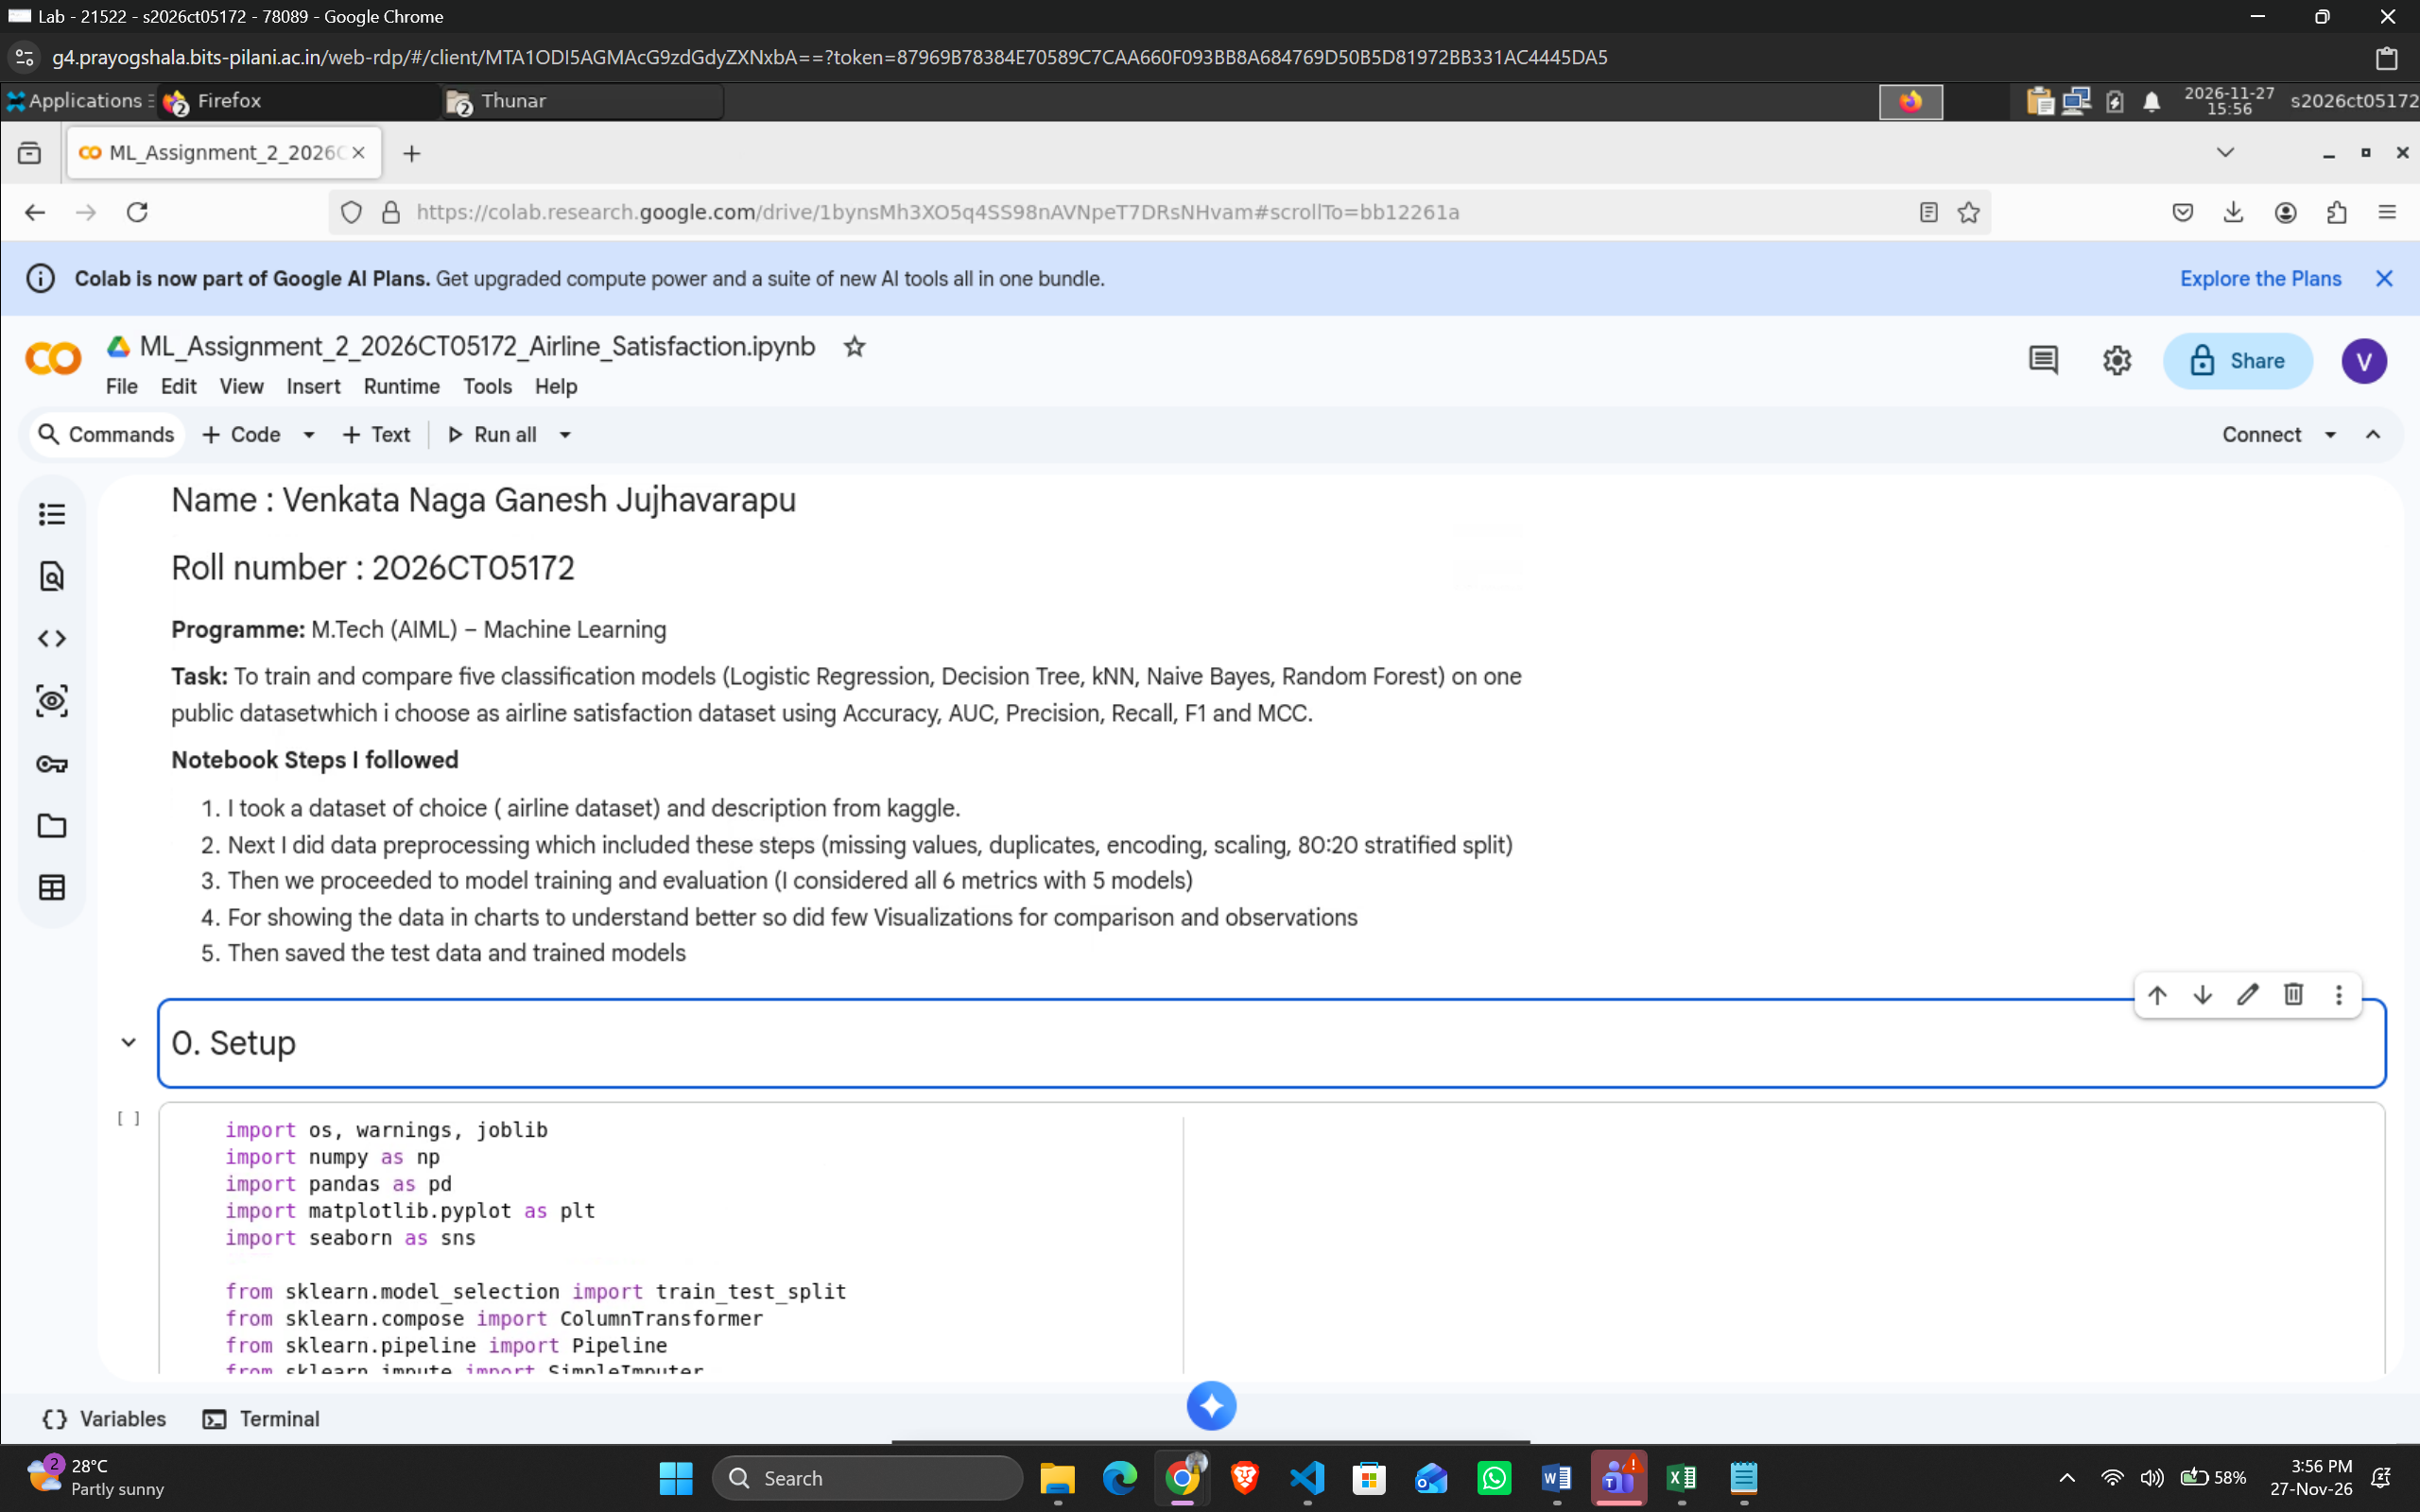 Lab - 21522 - s2026ct05172 - 78089 - Google Chrome
g4.prayogshala.bits-pilani.ac.in/web-rdp/#/client/MTA1ODI5AGMAcG9zdGdyZXNxbA==?token=87969B78384E70589C7CAA660F093BB8A684769D50B5D81972BB331AC4445DA5
Applications Firefox Thunar 2026-11-27 15:56 s2026ct05172
ML_Assignment_2_2026C
https://colab.research.google.com/drive/1bynsMh3XO5q4SS98nAVNpeT7DRsNHvam#scrollTo=bb12261a
Colab is now part of Google AI Plans. Get upgraded compute power and a suite of new AI tools all in one bundle. Explore the Plans
ML_Assignment_2_2026CT05172_Airline_Satisfaction.ipynb
Share V
File Edit View Insert Runtime Tools Help
Commands + Code + Text Run all Connect
Name : Venkata Naga Ganesh Jujhavarapu
Roll number : 2026CT05172
Programme: M.Tech (AIML) – Machine Learning
Task: To train and compare five classification models (Logistic Regression, Decision Tree, kNN, Naive Bayes, Random Forest) on one
public datasetwhich i choose as airline satisfaction dataset using Accuracy, AUC, Precision, Recall, F1 and MCC.
Notebook Steps I followed
1. I took a dataset of choice ( airline dataset) and description from kaggle.
2. Next I did data preprocessing which included these steps (missing values, duplicates, encoding, scaling, 80:20 stratified split)
3. Then we proceeded to model training and evaluation (I considered all 6 metrics with 5 models)
4. For showing the data in charts to understand better so did few Visualizations for comparison and observations
5. Then saved the test data and trained models
0. Setup
[ ]
import os, warnings, joblib
import numpy as np
import pandas as pd
import matplotlib.pyplot as plt
import seaborn as sns
from sklearn.model_selection import train_test_split
from sklearn.compose import ColumnTransformer
from sklearn.pipeline import Pipeline
from sklearn.impute import SimpleImputer
Variables Terminal
2 28°C
Partly sunny
Search
58%
3:56 PM
27-Nov-26